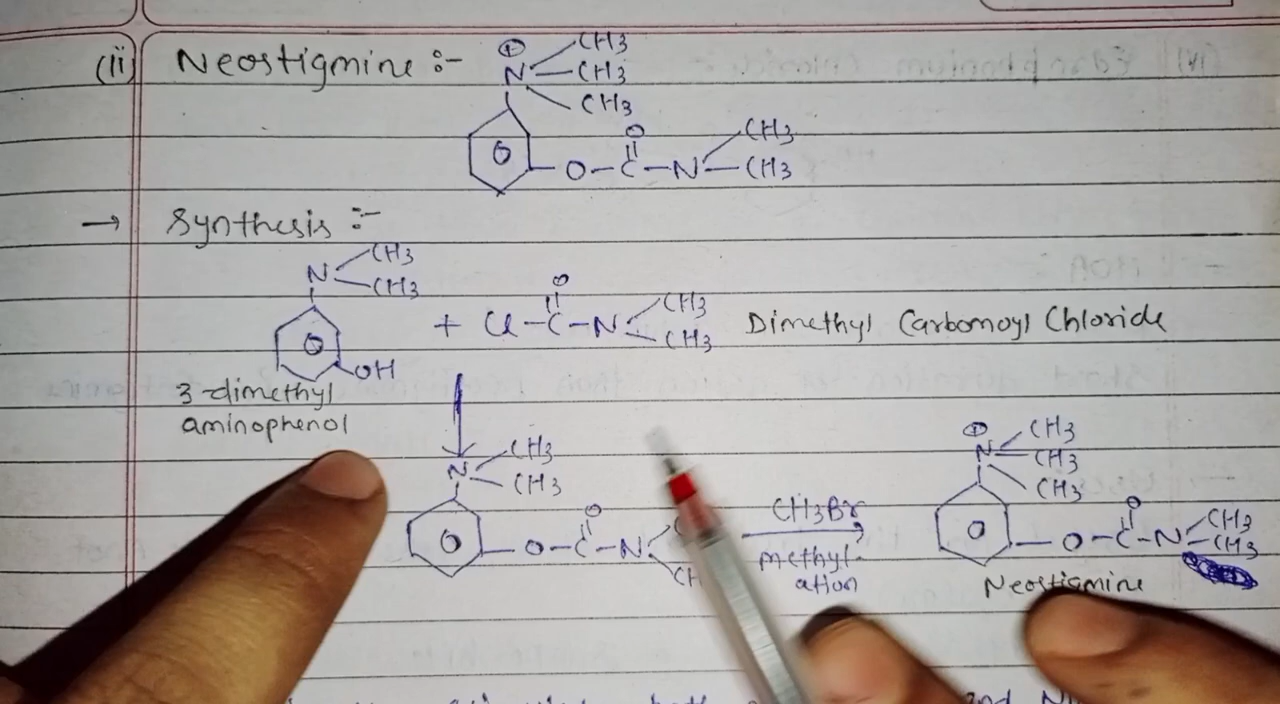 (ii) Neostigmine :-
⊕
N CH3
CH3
CH3
O
O-C-N CH3
CH3
→ Synthesis :-
N CH3
CH3
OH
+ Cl-C-N CH3
O
CH3
Dimethyl Carbomoyl Chloride
3-dimethyl
aminophenol
N CH3
CH3
O
O-C-N
CH3Br
methyl-
ation
⊕
N CH3
CH3
CH3
O
O-C-N CH3
CH3
Neostigmine